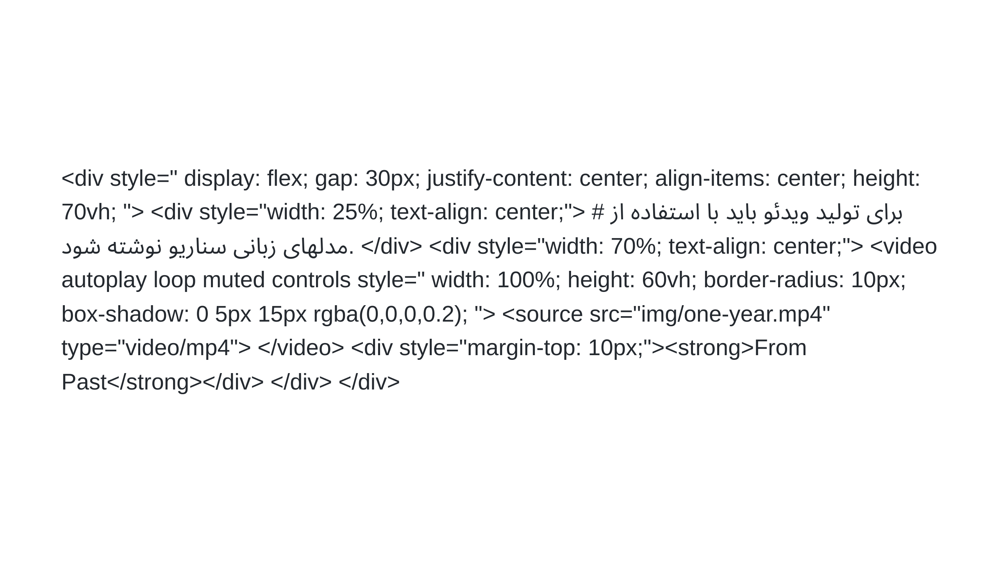 <div style=" display: flex; gap: 30px; justify-content: center; align-items: center; height:
70vh; "> <div style="width: 25%; text-align: center;"> # برای تولید ویدئو باید با استفاده از
مدلهای زبانی سناریو نوشته شود. </div> <div style="width: 70%; text-align: center;"> <video
autoplay loop muted controls style=" width: 100%; height: 60vh; border-radius: 10px;
box-shadow: 0 5px 15px rgba(0,0,0,0.2); "> <source src="img/one-year.mp4"
type="video/mp4"> </video> <div style="margin-top: 10px;"><strong>From
Past</strong></div> </div> </div>